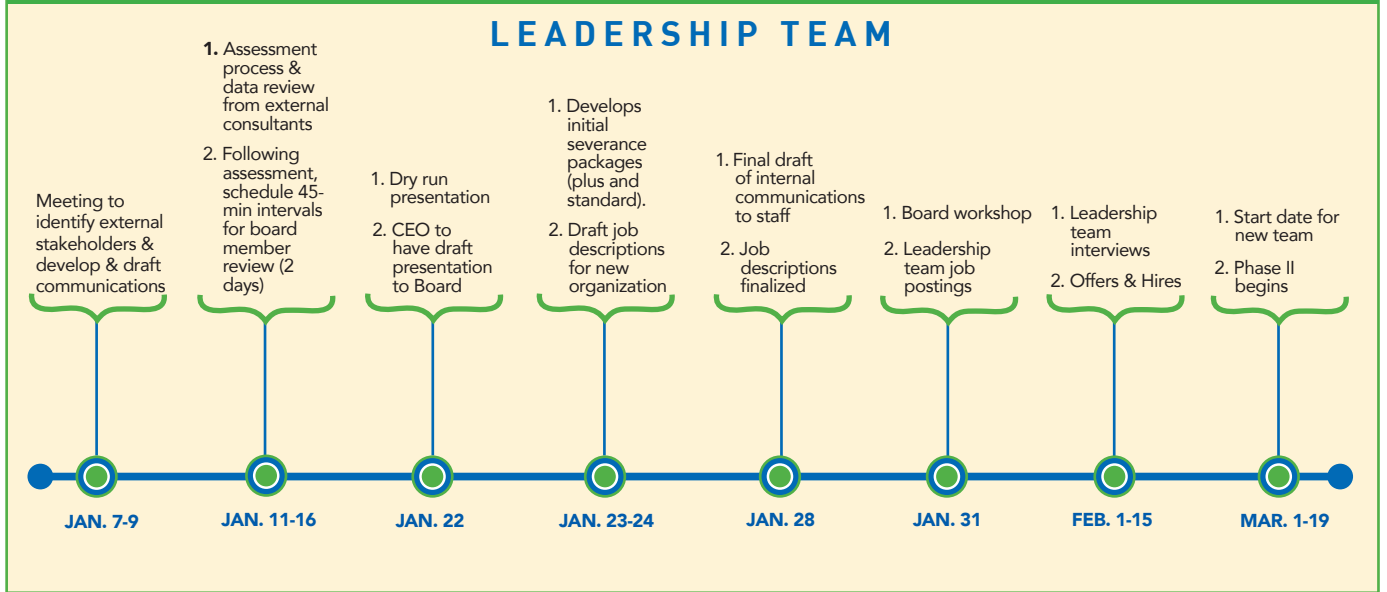 LEADERSHIP TEAM
Meeting to
identify external
stakeholders &
develop & draft
communications
1. Assessment
process &
data review
from external
consultants
2. Following
assessment,
schedule 45-
min intervals
for board
member
review (2
days)
1. Dry run
presentation
2. CEO to
have draft
presentation
to Board
1. Develops
initial
severance
packages
(plus and
standard).
2. Draft job
descriptions
for new
organization
1. Final draft
of internal
communications
to staff
2. Job
descriptions
finalized
1. Board workshop
2. Leadership
team job
postings
1. Leadership
team
interviews
2. Offers & Hires
1. Start date for
new team
2. Phase II
begins
JAN. 7-9
JAN. 11-16
JAN. 22
JAN. 23-24
JAN. 28
JAN. 31
FEB. 1-15
MAR. 1-19